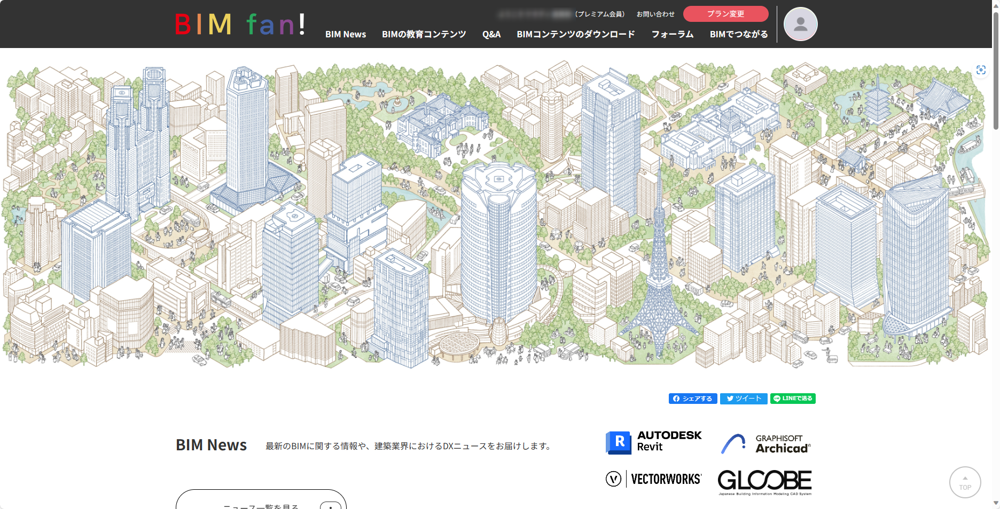 BIM fan!
（プレミアム会員）
お問い合わせ
プラン変更
BIM News
BIMの教育コンテンツ
Q&A
BIMコンテンツのダウンロード
フォーラム
BIMでつながる
シェアする
ツイート
LINEで送る
BIM News
最新のBIMに関する情報や、建築業界におけるDXニュースをお届けします。
AUTODESK
Revit
GRAPHISOFT
Archicad
VECTORWORKS
GLOOBE
Japanese Building Information Modeling CAD System
TOP
ニュース一覧を見る